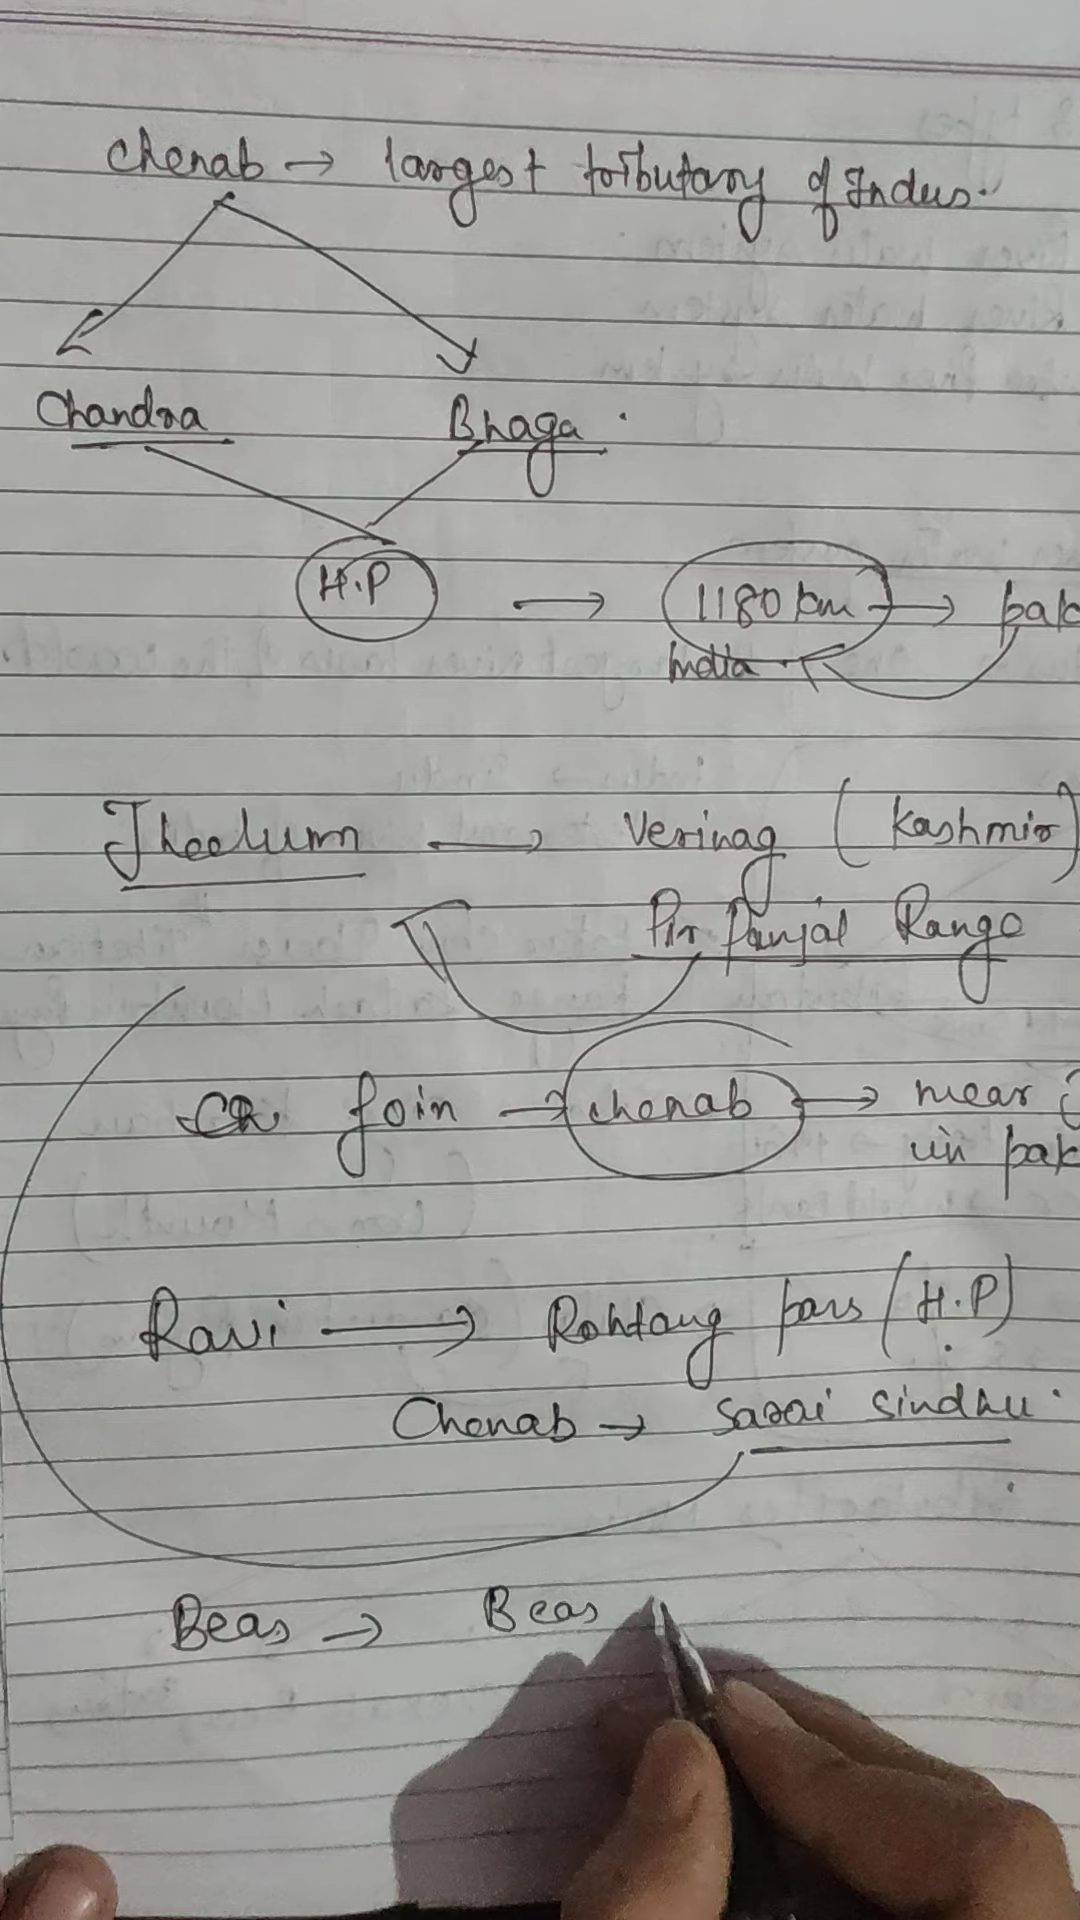 Chenab → largest tributary of Indus.
Chandra Bhaga
H.P → 1180 km → pak
India
Jheelum → Verinag (Kashmir)
Pir Panjal Range
Join → chenab → near
in pak
Ravi → Rohtang pass (H.P)
Chenab → Sarai sindhu
Beas → Beas